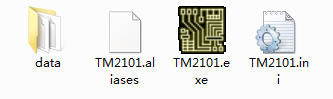 data
TM2101.al
iases
TM2101.e
xe
TM2101.in
i